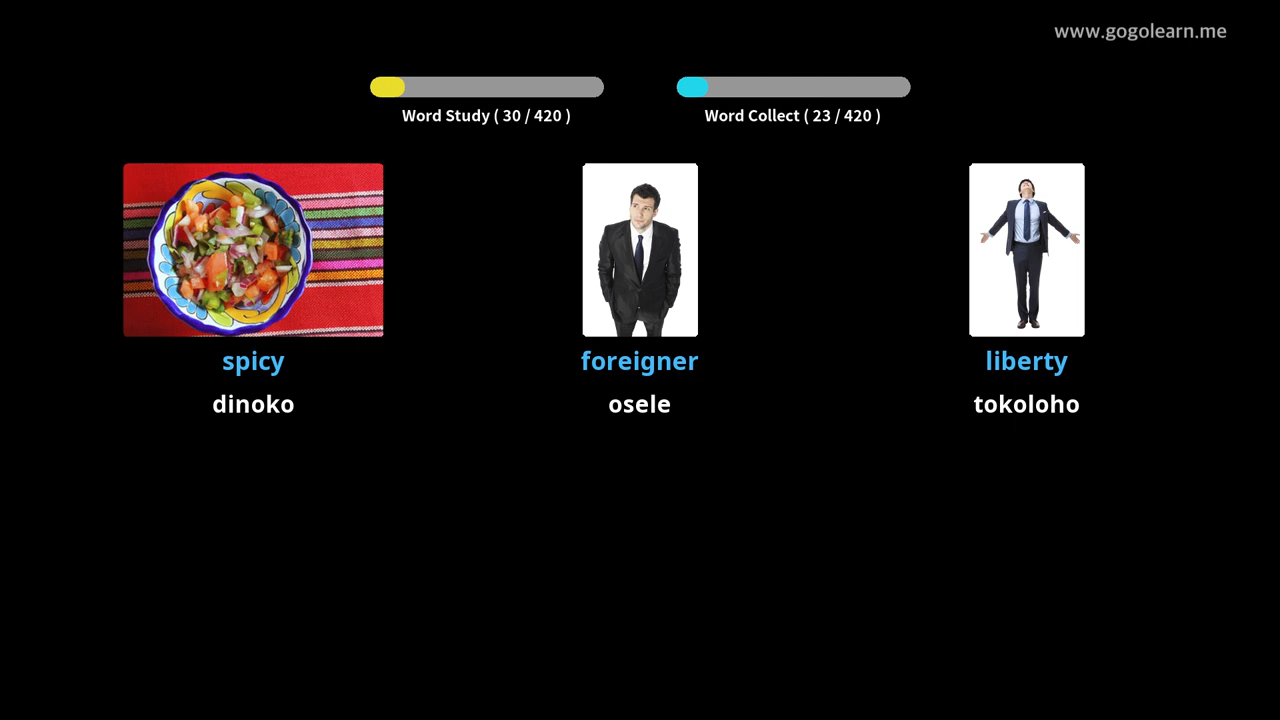 www.gogolearn.me
Word Study ( 30 / 420 )
Word Collect ( 23 / 420 )
spicy
foreigner
liberty
dinoko
osele
tokoloho